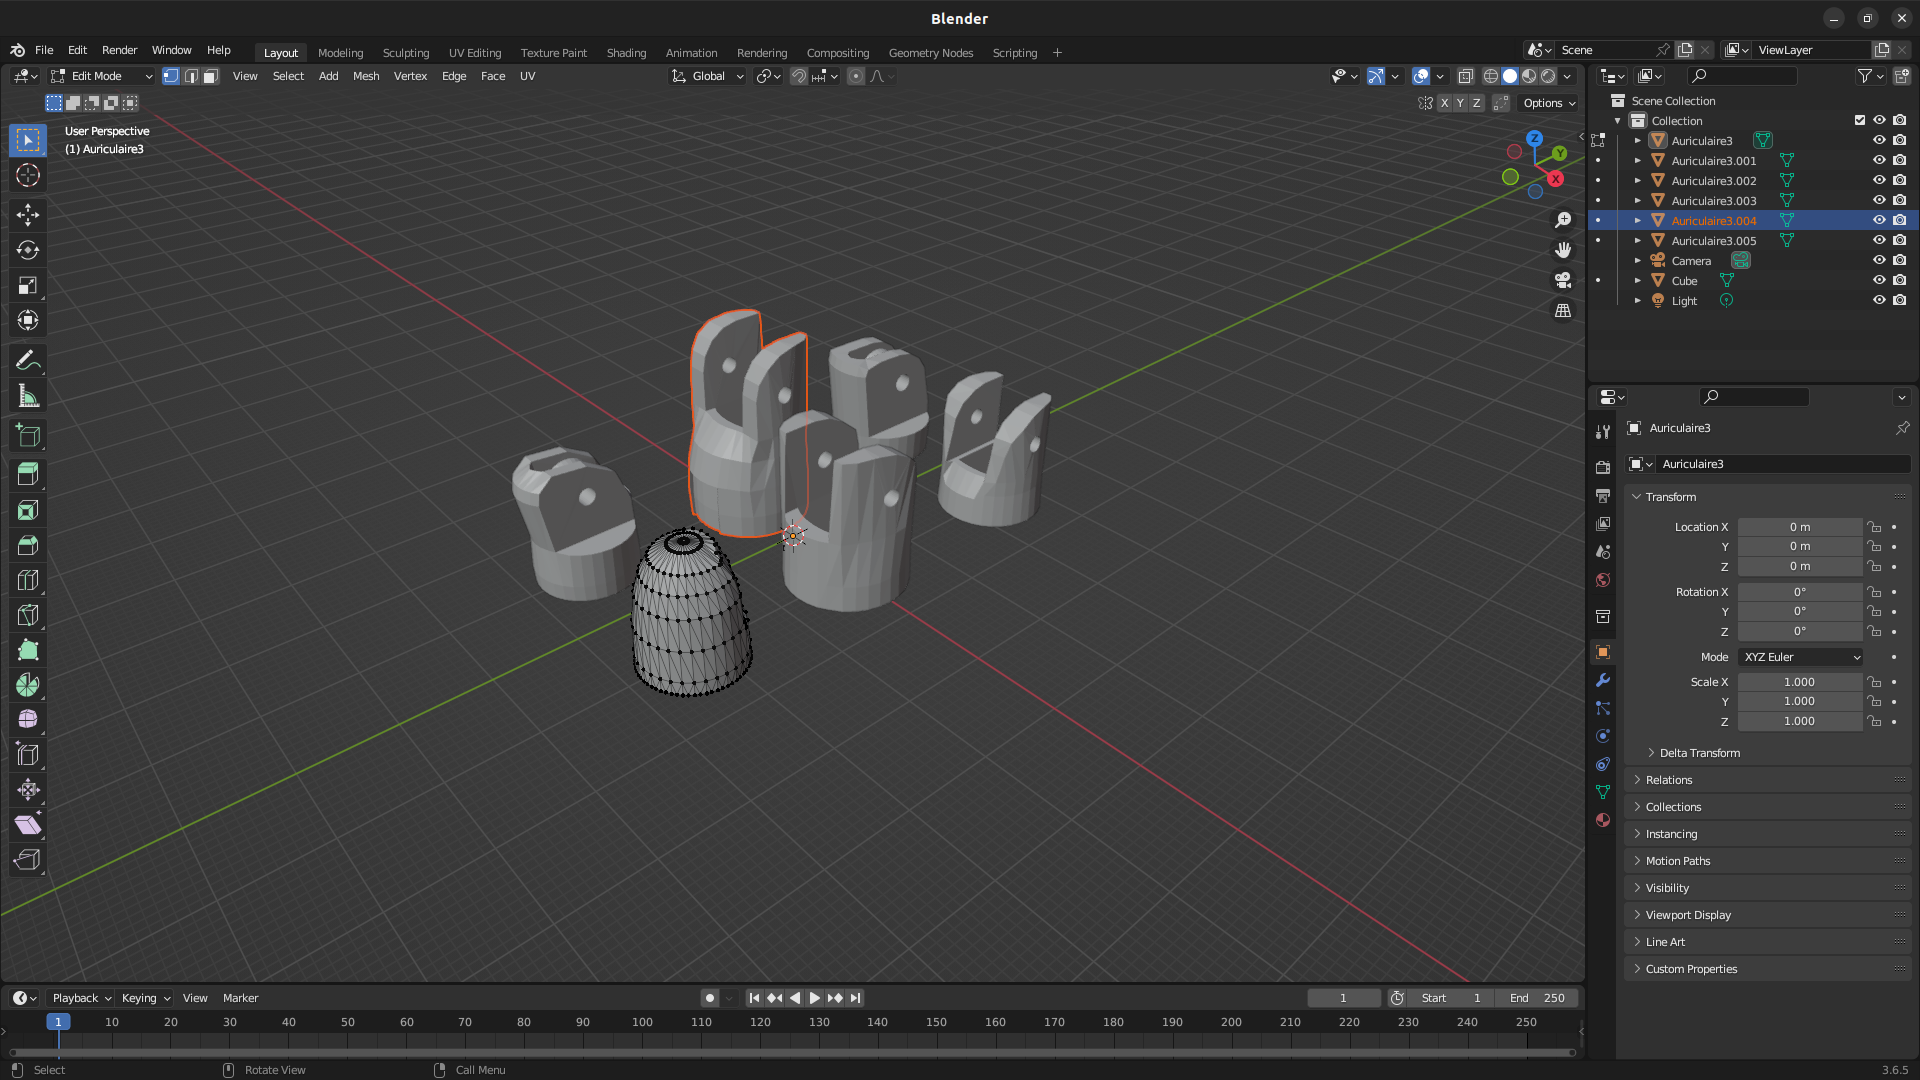 Blender
File Edit Render Window Help Layout Modeling Sculpting UV Editing Texture Paint Shading Animation Rendering Compositing Geometry Nodes Scripting + Scene ViewLayer
Edit Mode View Select Add Mesh Vertex Edge Face UV Global
X Y Z Options
User Perspective
(1) Auriculaire3
Z
Y
X
Scene Collection
Collection
Auriculaire3
Auriculaire3.001
Auriculaire3.002
Auriculaire3.003
Auriculaire3.004
Auriculaire3.005
Camera
Cube
Light
Auriculaire3
Auriculaire3
Transform
Location X 0 m
Y 0 m
Z 0 m
Rotation X 0°
Y 0°
Z 0°
Mode XYZ Euler
Scale X 1.000
Y 1.000
Z 1.000
Delta Transform
Relations
Collections
Instancing
Motion Paths
Visibility
Viewport Display
Line Art
Custom Properties
Playback Keying View Marker 1 Start 1 End 250
1 10 20 30 40 50 60 70 80 90 100 110 120 130 140 150 160 170 180 190 200 210 220 230 240 250
Select Rotate View Call Menu 3.6.5